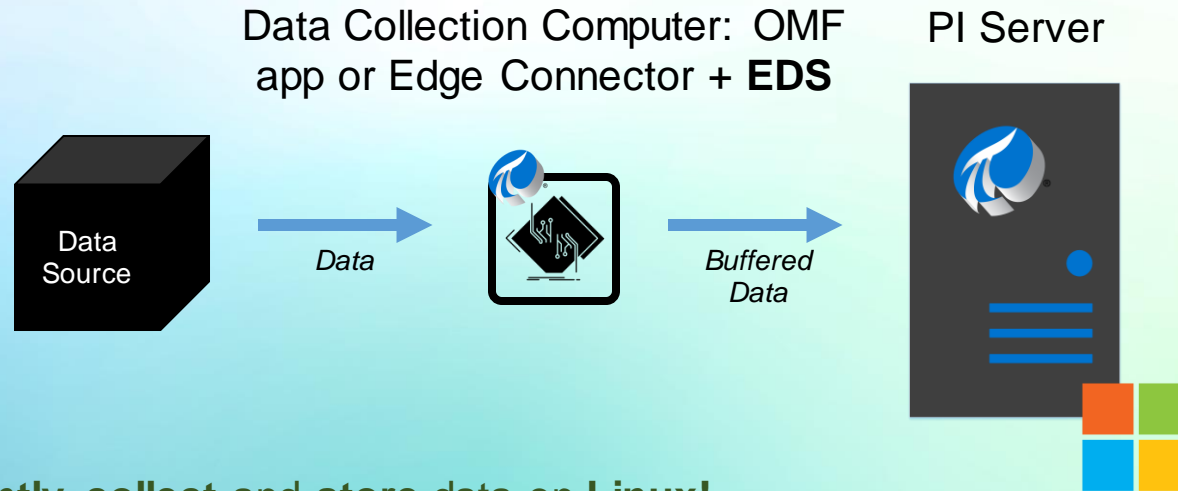 Data Collection Computer: OMF
app or Edge Connector + EDS
PI Server
Data
Source
Data
Buffered
Data
collect and store data on Linux!